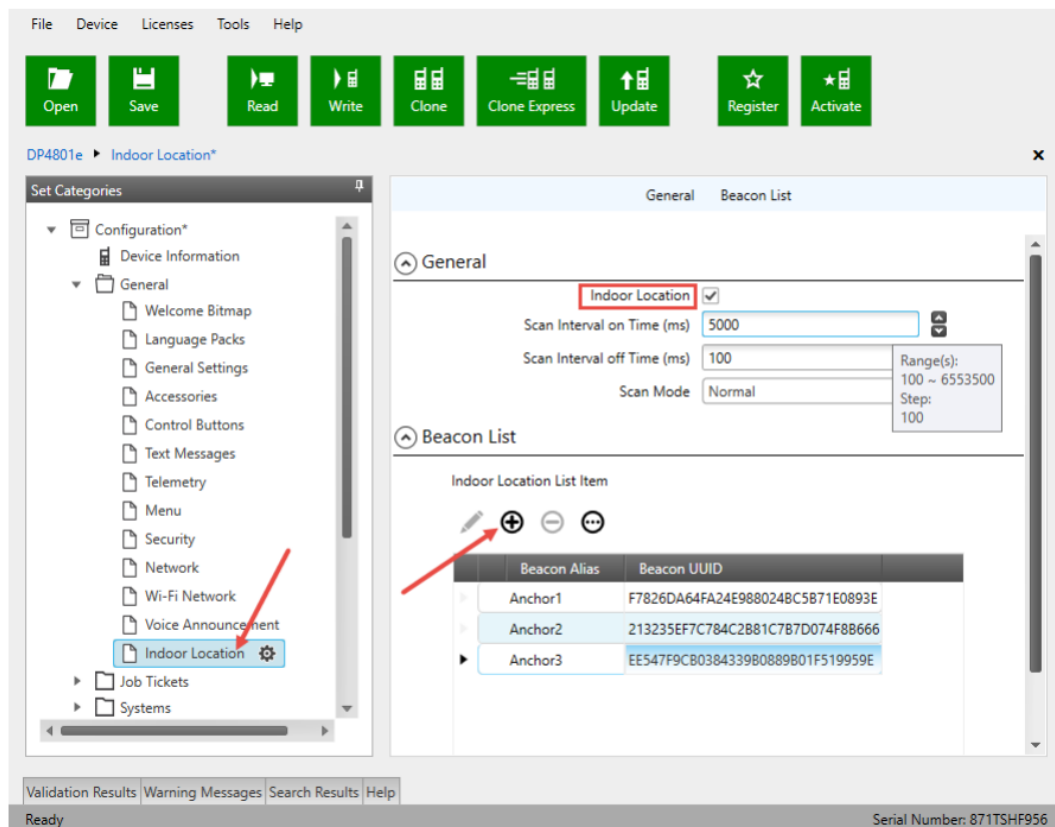 File Device Licenses Tools Help
Open Save Read Write Clone Clone Express Update Register Activate
DP4801e Indoor Location*
Set Categories
Configuration*
Device Information
General
Welcome Bitmap
Language Packs
General Settings
Accessories
Control Buttons
Text Messages
Telemetry
Menu
Security
Network
Wi-Fi Network
Voice Announcement
Indoor Location
Job Tickets
Systems
General Beacon List
General
Indoor Location
Scan Interval on Time (ms) 5000
Scan Interval off Time (ms) 100
Scan Mode Normal
Range(s):
100 ~ 6553500
Step:
100
Beacon List
Indoor Location List Item
Beacon Alias Beacon UUID
Anchor1 F7826DA64FA24E988024BC5B71E0893E
Anchor2 213235EF7C784C2B81C7B7D074F8B666
Anchor3 EE547F9CB0384339B0889B01F519959E
Validation Results Warning Messages Search Results Help
Ready Serial Number: 871TSHF956